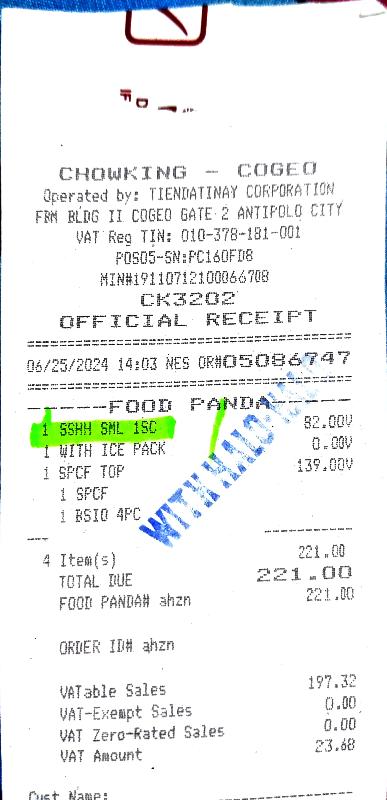 CHOWKING - COGEO
Operated by: TIENDATINAY CORPORATION
FBM BLDG II COGEO GATE 2 ANTIPOLO CITY
VAT Reg TIN: 010-378-181-001
POS05-SN:PC160FD8
MIN#19110712100066708
CK3202
OFFICIAL RECEIPT
06/25/2024 14:03 NES OR#05086747
------FOOD PANDA------
1 SSHH SML 1SC 82.00V
1 WITH ICE PACK 0.00V
1 SPCF TOP 139.00V
1 SPCF
1 BSIO 4PC
WITH HALO-HALO
4 Item(s) 221.00
TOTAL DUE 221.00
FOOD PANDA# ahzn 221.00
ORDER ID# ahzn
VATable Sales 197.32
VAT-Exempt Sales 0.00
VAT Zero-Rated Sales 0.00
VAT Amount 23.68
Cust Name: